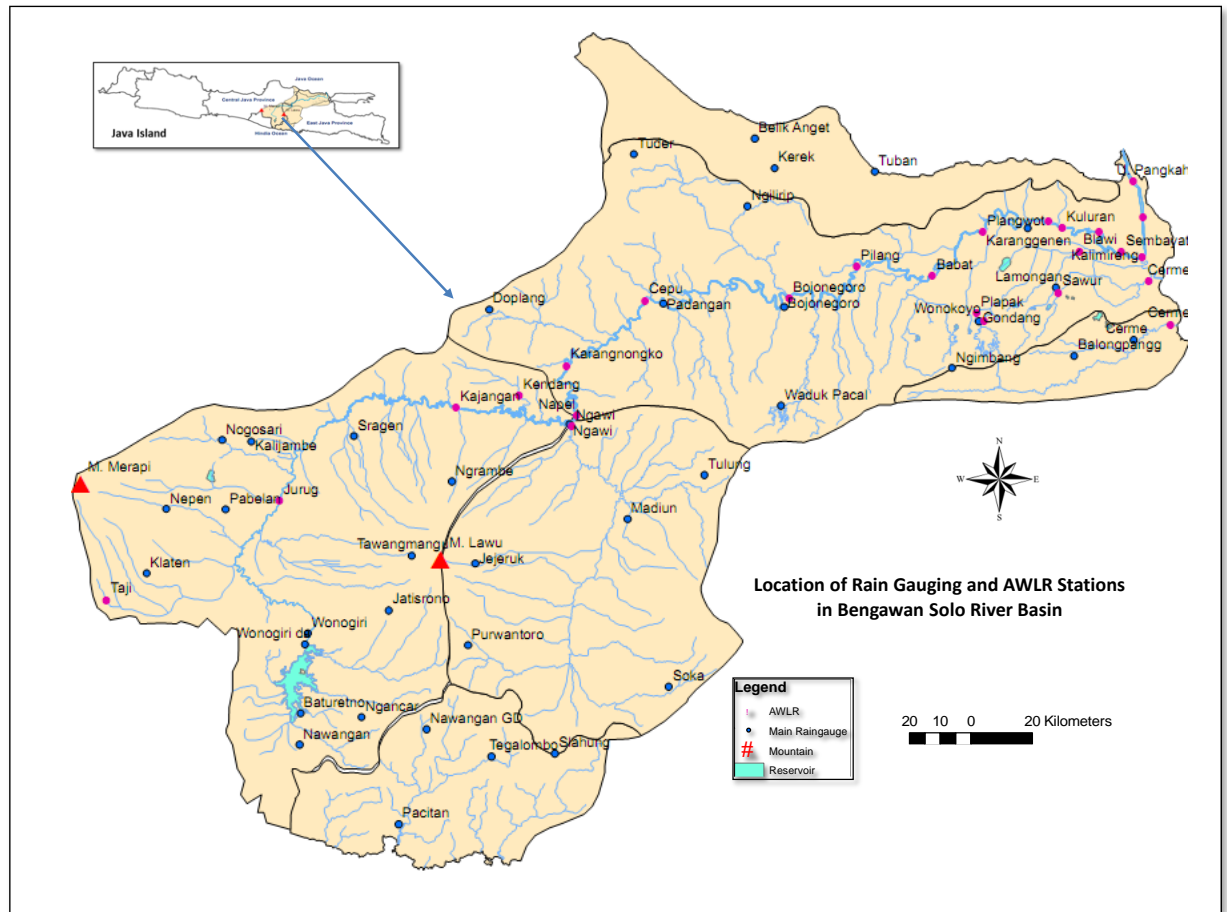 Java Ocean
Central Java Province
East Java Province
Hindia Ocean
Java Island
Belik Anget
Tuder
Kerek
Tuban
Pangkah
Ngilirip
Plangwot
Kuluran
Karanggenen
Blawi
Sembayat
Kalimireng
Pilang
Babat
Lamongan
Cerme
Sawur
Cepu
Padangan
Bojonegoro
Bojonegoro
Doplang
Wonokoyo
Plapak
Gondang
Cerme
Cerme
Balongpangg
Karangnongko
Ngimbang
Kendang
Kajangan
Napel
Ngawi
Ngawi
Waduk Pacal
Nogosari
Kalijambe
Sragen
M. Merapi
Ngrambe
Tulung
Nepen
Pabelan
Jurug
Madiun
Tawangmangu
M. Lawu
Jejeruk
Klaten
Taji
Jatisrono
Wonogiri
Wonogiri da
Purwantoro
Soka
Baturetno
Ngancar
Nawangan
Nawangan GD
Tegalombo
Slahung
Pacitan
N
W
E
S
Location of Rain Gauging and AWLR Stations
in Bengawan Solo River Basin
Legend
AWLR
Main Raingauge
# Mountain
Reservoir
20 10 0 20 Kilometers